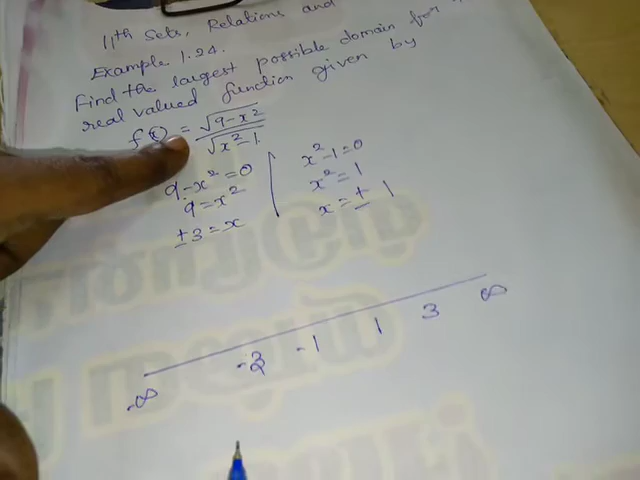 11th Sets, Relations and
Example 1.24.
Find the largest possible domain for
real valued function given by
f(x) = √9-x² / √x²-1
9-x²=0
9=x²
±3=x
x²-1=0
x²=1
x=±1
-∞ -3 -1 1 3 ∞